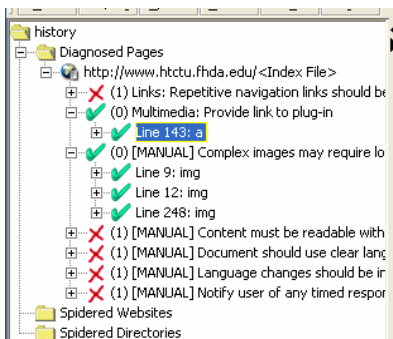 history
Diagnosed Pages
http://www.htctu.fhda.edu/<Index File>
(1) Links: Repetitive navigation links should be
(0) Multimedia: Provide link to plug-in
Line 143: a
(0) [MANUAL] Complex images may require lo
Line 9: img
Line 12: img
Line 248: img
(1) [MANUAL] Content must be readable with
(1) [MANUAL] Document should use clear lang
(1) [MANUAL] Language changes should be ir
(1) [MANUAL] Notify user of any timed respor
Spidered Websites
Spidered Directories